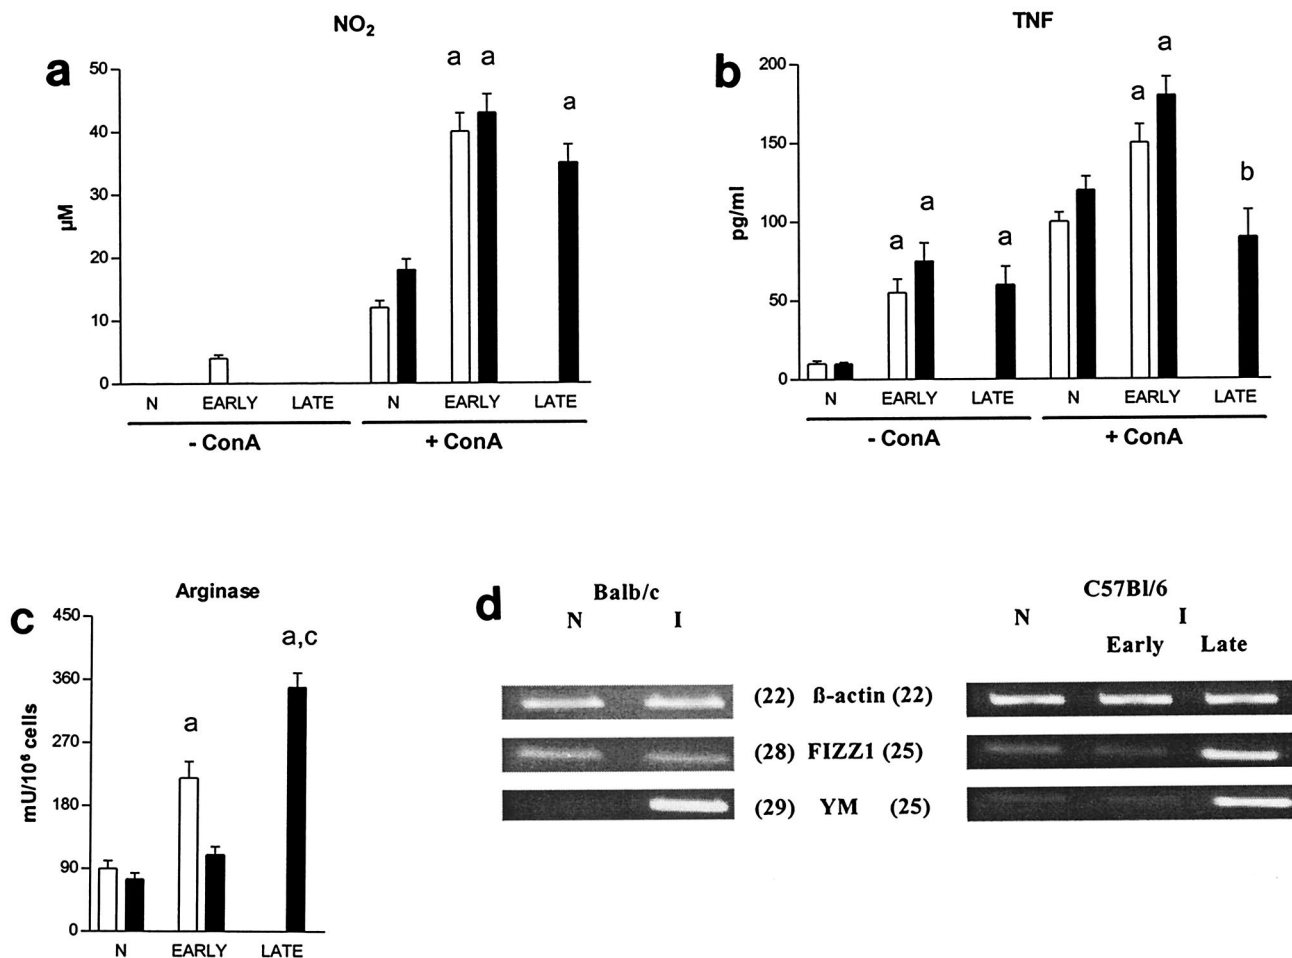 NO₂
a
50
40
30
20
10
0
µM
a a
a
N EARLY LATE N EARLY LATE
- ConA + ConA
TNF
b
200
150
100
50
0
pg/ml
a
a
a
a
a
b
N EARLY LATE N EARLY LATE
- ConA + ConA
Arginase
c
450
360
270
180
90
0
mU/10⁶ cells
a
a,c
N EARLY LATE
d
Balb/c C57Bl/6
N I N I
Early Late
(22) ß-actin (22)
(28) FIZZ1 (25)
(29) YM (25)